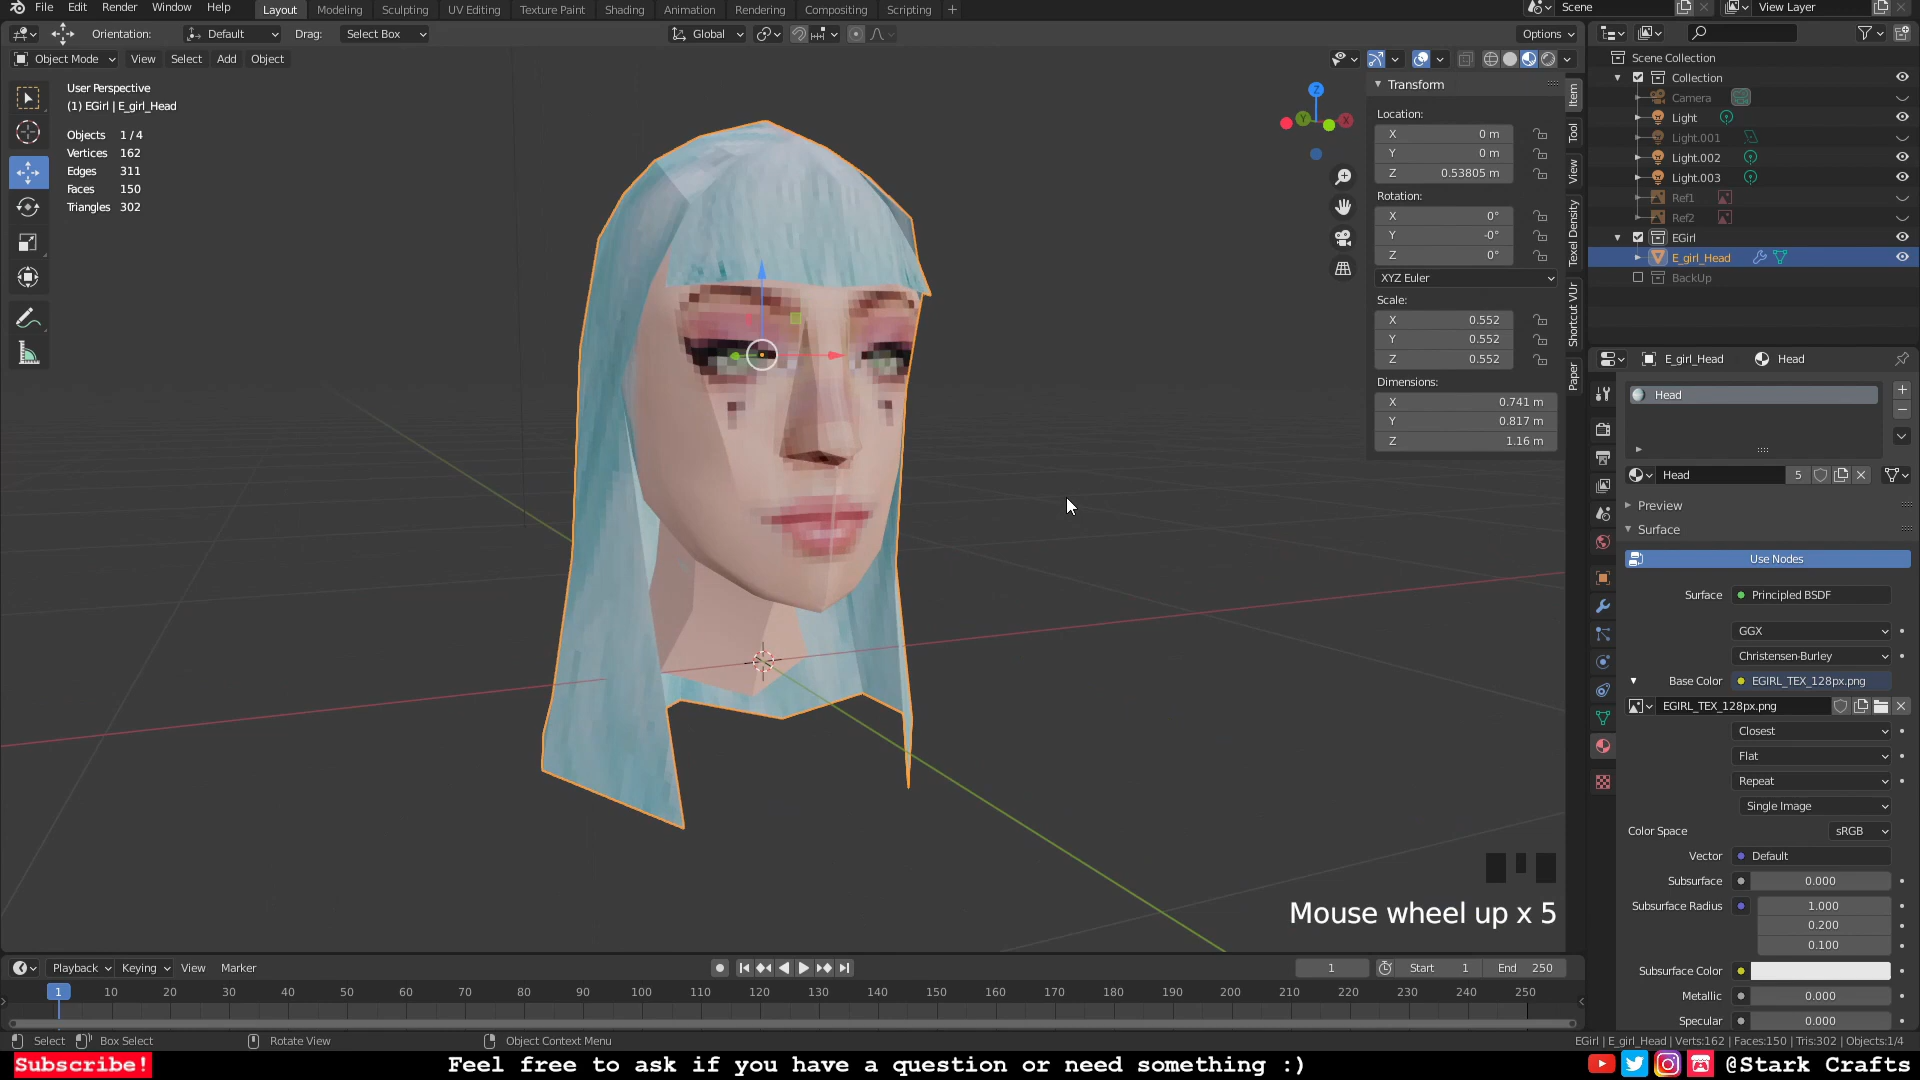 File Edit Render Window Help Layout Modeling Sculpting UV Editing Texture Paint Shading Animation Rendering Compositing Scripting + Scene View Layer
Orientation: Default Drag: Select Box Global Options
Object Mode View Select Add Object
User Perspective
(1) EGirl | E_girl_Head
Objects 1 / 4
Vertices 162
Edges 311
Faces 150
Triangles 302
Z
Y
X
Transform
Location:
X 0 m
Y 0 m
Z 0.53805 m
Rotation:
X 0°
Y -0°
Z 0°
XYZ Euler
Scale:
X 0.552
Y 0.552
Z 0.552
Dimensions:
X 0.741 m
Y 0.817 m
Z 1.16 m
Item
Tool
View
Texel Density
Shortcut VUr
Paper
Scene Collection
Collection
Camera
Light
Light.001
Light.002
Light.003
Ref1
Ref2
EGirl
E_girl_Head
BackUp
E_girl_Head Head
Head
Head 5
Preview
Surface
Use Nodes
Surface Principled BSDF
GGX
Christensen-Burley
Base Color EGIRL_TEX_128px.png
EGIRL_TEX_128px.png
Closest
Flat
Repeat
Single Image
Color Space sRGB
Vector Default
Subsurface 0.000
Subsurface Radius 1.000
0.200
0.100
Subsurface Color
Metallic 0.000
Specular 0.000
Mouse wheel up x 5
Playback Keying View Marker 1 Start 1 End 250
1 10 20 30 40 50 60 70 80 90 100 110 120 130 140 150 160 170 180 190 200 210 220 230 240 250
Select Box Select Rotate View Object Context Menu EGirl | E_girl_Head | Verts:162 | Faces:150 | Tris:302 | Objects:1/4
Subscribe! Feel free to ask if you have a question or need something :) @Stark Crafts